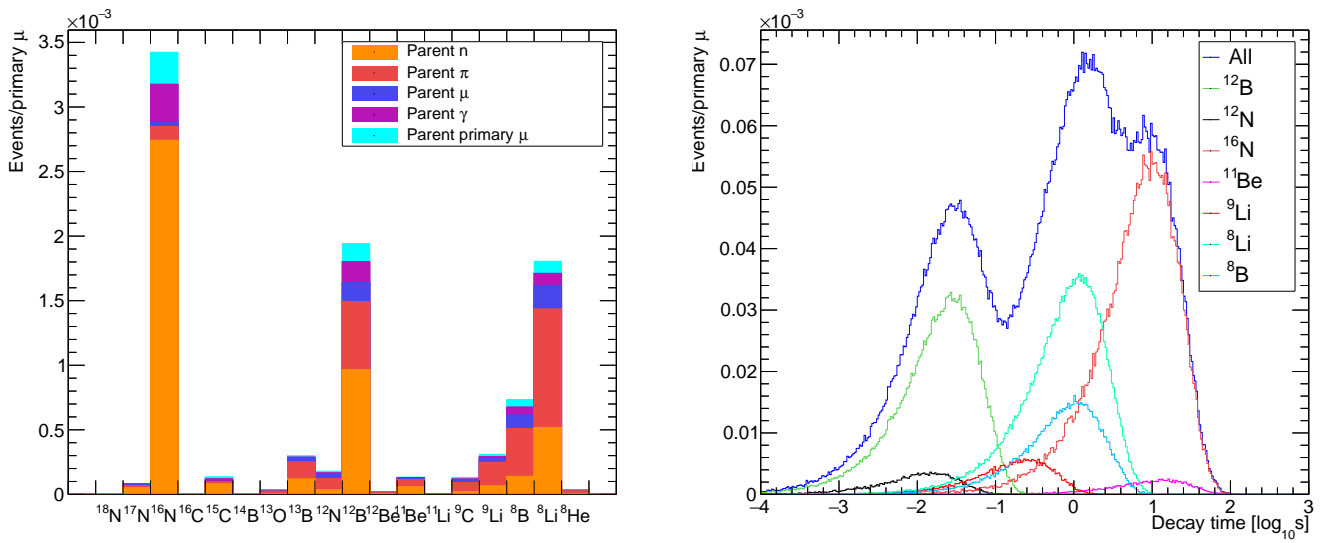 ×10⁻³
Events/primary μ
3.5
3
2.5
2
1.5
1
0.5
0
Parent n
Parent π
Parent μ
Parent γ
Parent primary μ
¹⁸N ¹⁷N ¹⁶N ¹⁶C ¹⁵C ¹⁴B ¹³O ¹³B ¹²N ¹²B ¹²Be ¹¹Be ¹¹Li ⁹C ⁹Li ⁸B ⁸Li ⁸He
×10⁻³
Events/primary μ
0.07
0.06
0.05
0.04
0.03
0.02
0.01
0
All
¹²B
¹²N
¹⁶N
¹¹Be
⁹Li
⁸Li
⁸B
−4 −3 −2 −1 0 1 2 3
Decay time [log₁₀s]